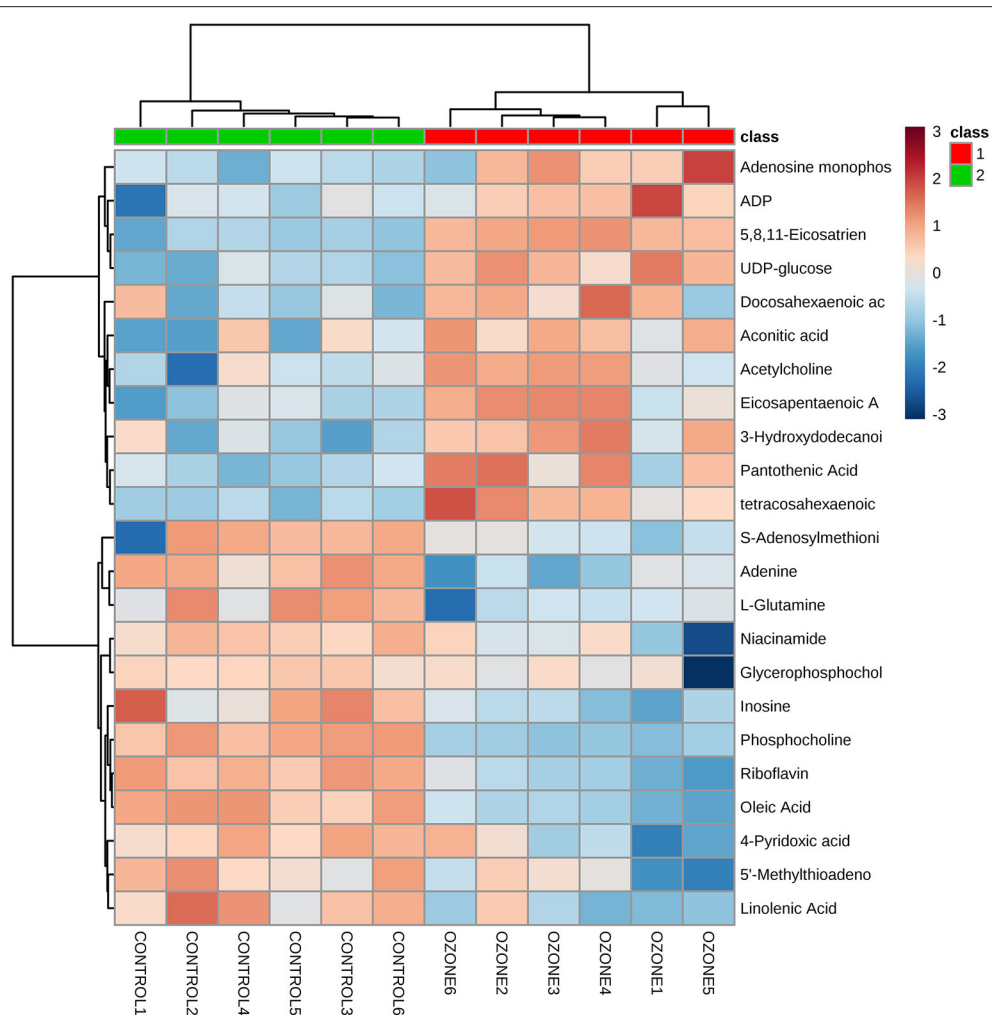 class
Adenosine monophos
ADP
5,8,11-Eicosatrien
UDP-glucose
Docosahexaenoic ac
Aconitic acid
Acetylcholine
Eicosapentaenoic A
3-Hydroxydodecanoi
Pantothenic Acid
tetracosahexaenoic
S-Adenosylmethioni
Adenine
L-Glutamine
Niacinamide
Glycerophosphochol
Inosine
Phosphocholine
Riboflavin
Oleic Acid
4-Pyridoxic acid
5'-Methylthioadeno
Linolenic Acid
3
2
1
0
-1
-2
-3
class
1
2
CONTROL1
CONTROL2
CONTROL4
CONTROL5
CONTROL3
CONTROL6
OZONE6
OZONE2
OZONE3
OZONE4
OZONE1
OZONE5